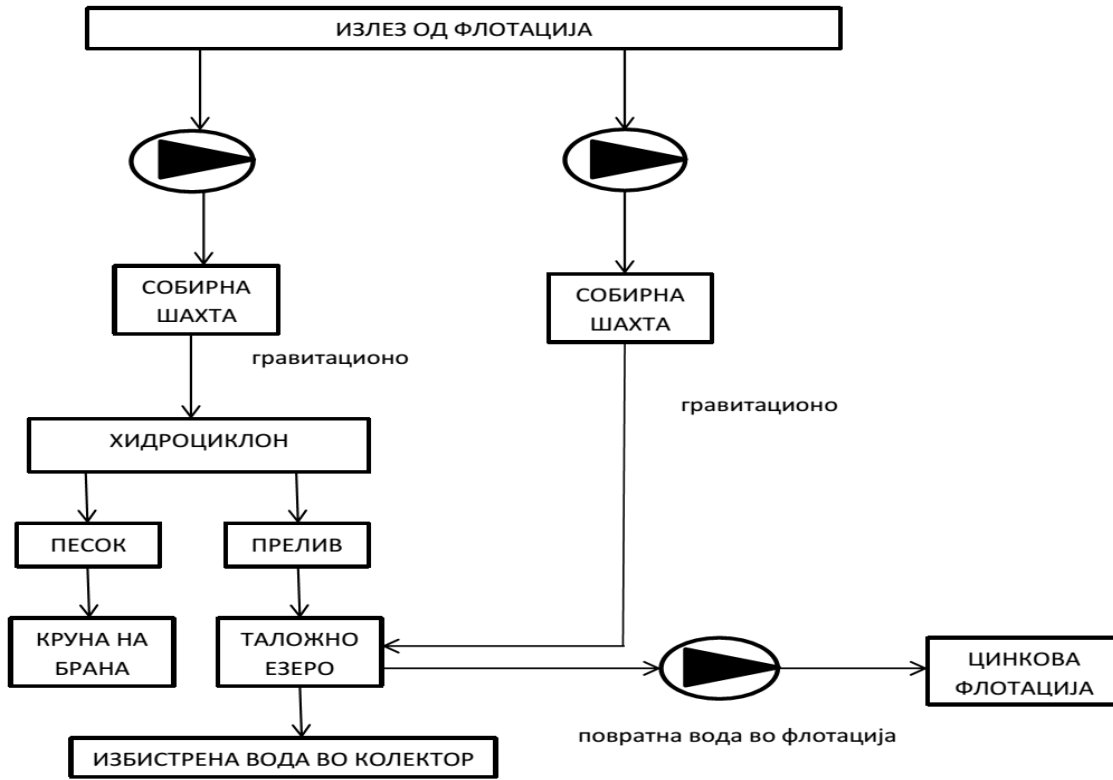 ИЗЛЕЗ ОД ФЛОТАЦИЈА
СОБИРНА
ШАХТА
СОБИРНА
ШАХТА
гравитационо
гравитационо
ХИДРОЦИКЛОН
ПЕСОК
ПРЕЛИВ
КРУНА НА
БРАНА
ТАЛОЖНО
ЕЗЕРО
ЦИНКОВА
ФЛОТАЦИЈА
повратна вода во флотација
ИЗБИСТРЕНА ВОДА ВО КОЛЕКТОР